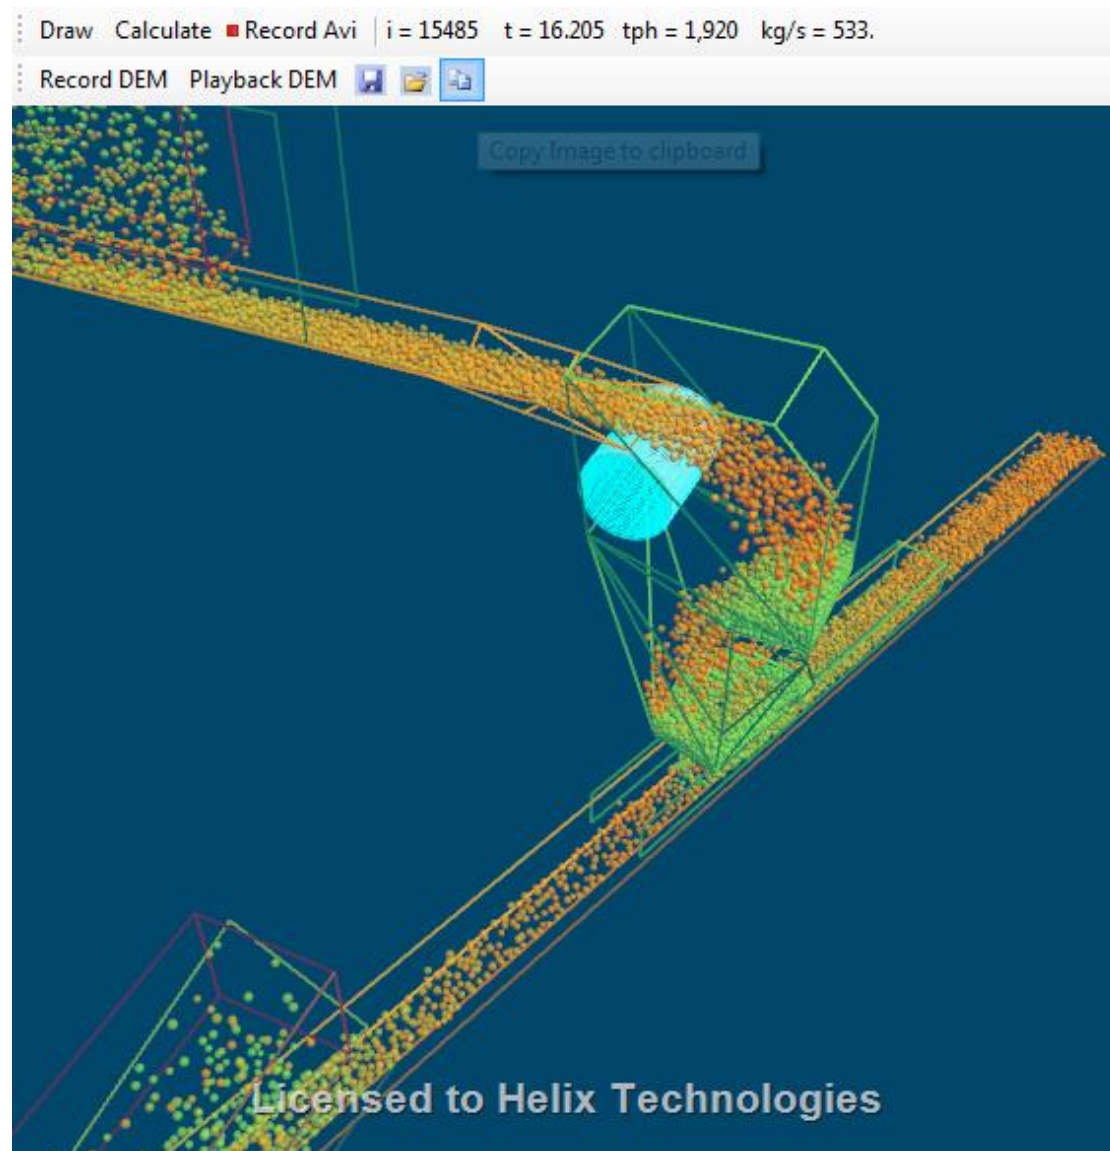 Draw Calculate Record Avi i = 15485 t = 16.205 tph = 1,920 kg/s = 533.
Record DEM Playback DEM
Copy Image to clipboard
Licensed to Helix Technologies